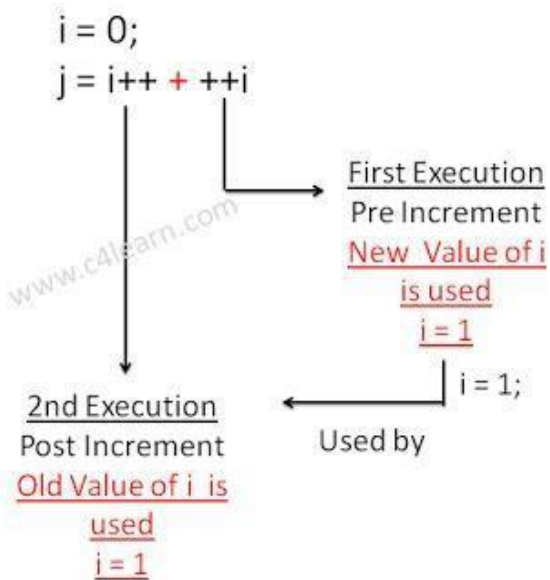 i = 0;
j = i++ + ++i
First Execution
Pre Increment
New Value of i
is used
i = 1
www.c4learn.com
i = 1;
Used by
2nd Execution
Post Increment
Old Value of i is
used
i = 1